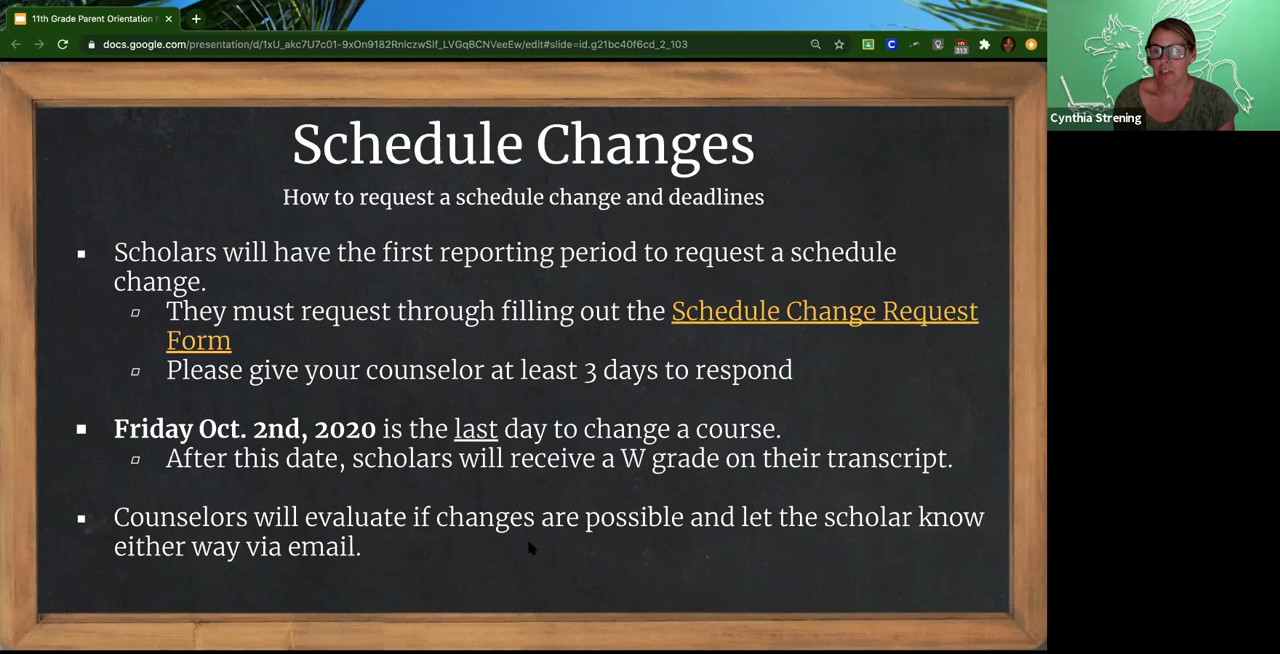 11th Grade Parent Orientation
docs.google.com/presentation/d/1xU_akc7U7c01-9xOn9182RnlczwSlf_LVGqBCNVeeEw/edit#slide=id.g21bc40f6cd_2_103
313
Cynthia Strening
Schedule Changes
How to request a schedule change and deadlines
Scholars will have the first reporting period to request a schedule
change.
They must request through filling out the Schedule Change Request
Form
Please give your counselor at least 3 days to respond
Friday Oct. 2nd, 2020 is the last day to change a course.
After this date, scholars will receive a W grade on their transcript.
Counselors will evaluate if changes are possible and let the scholar know
either way via email.